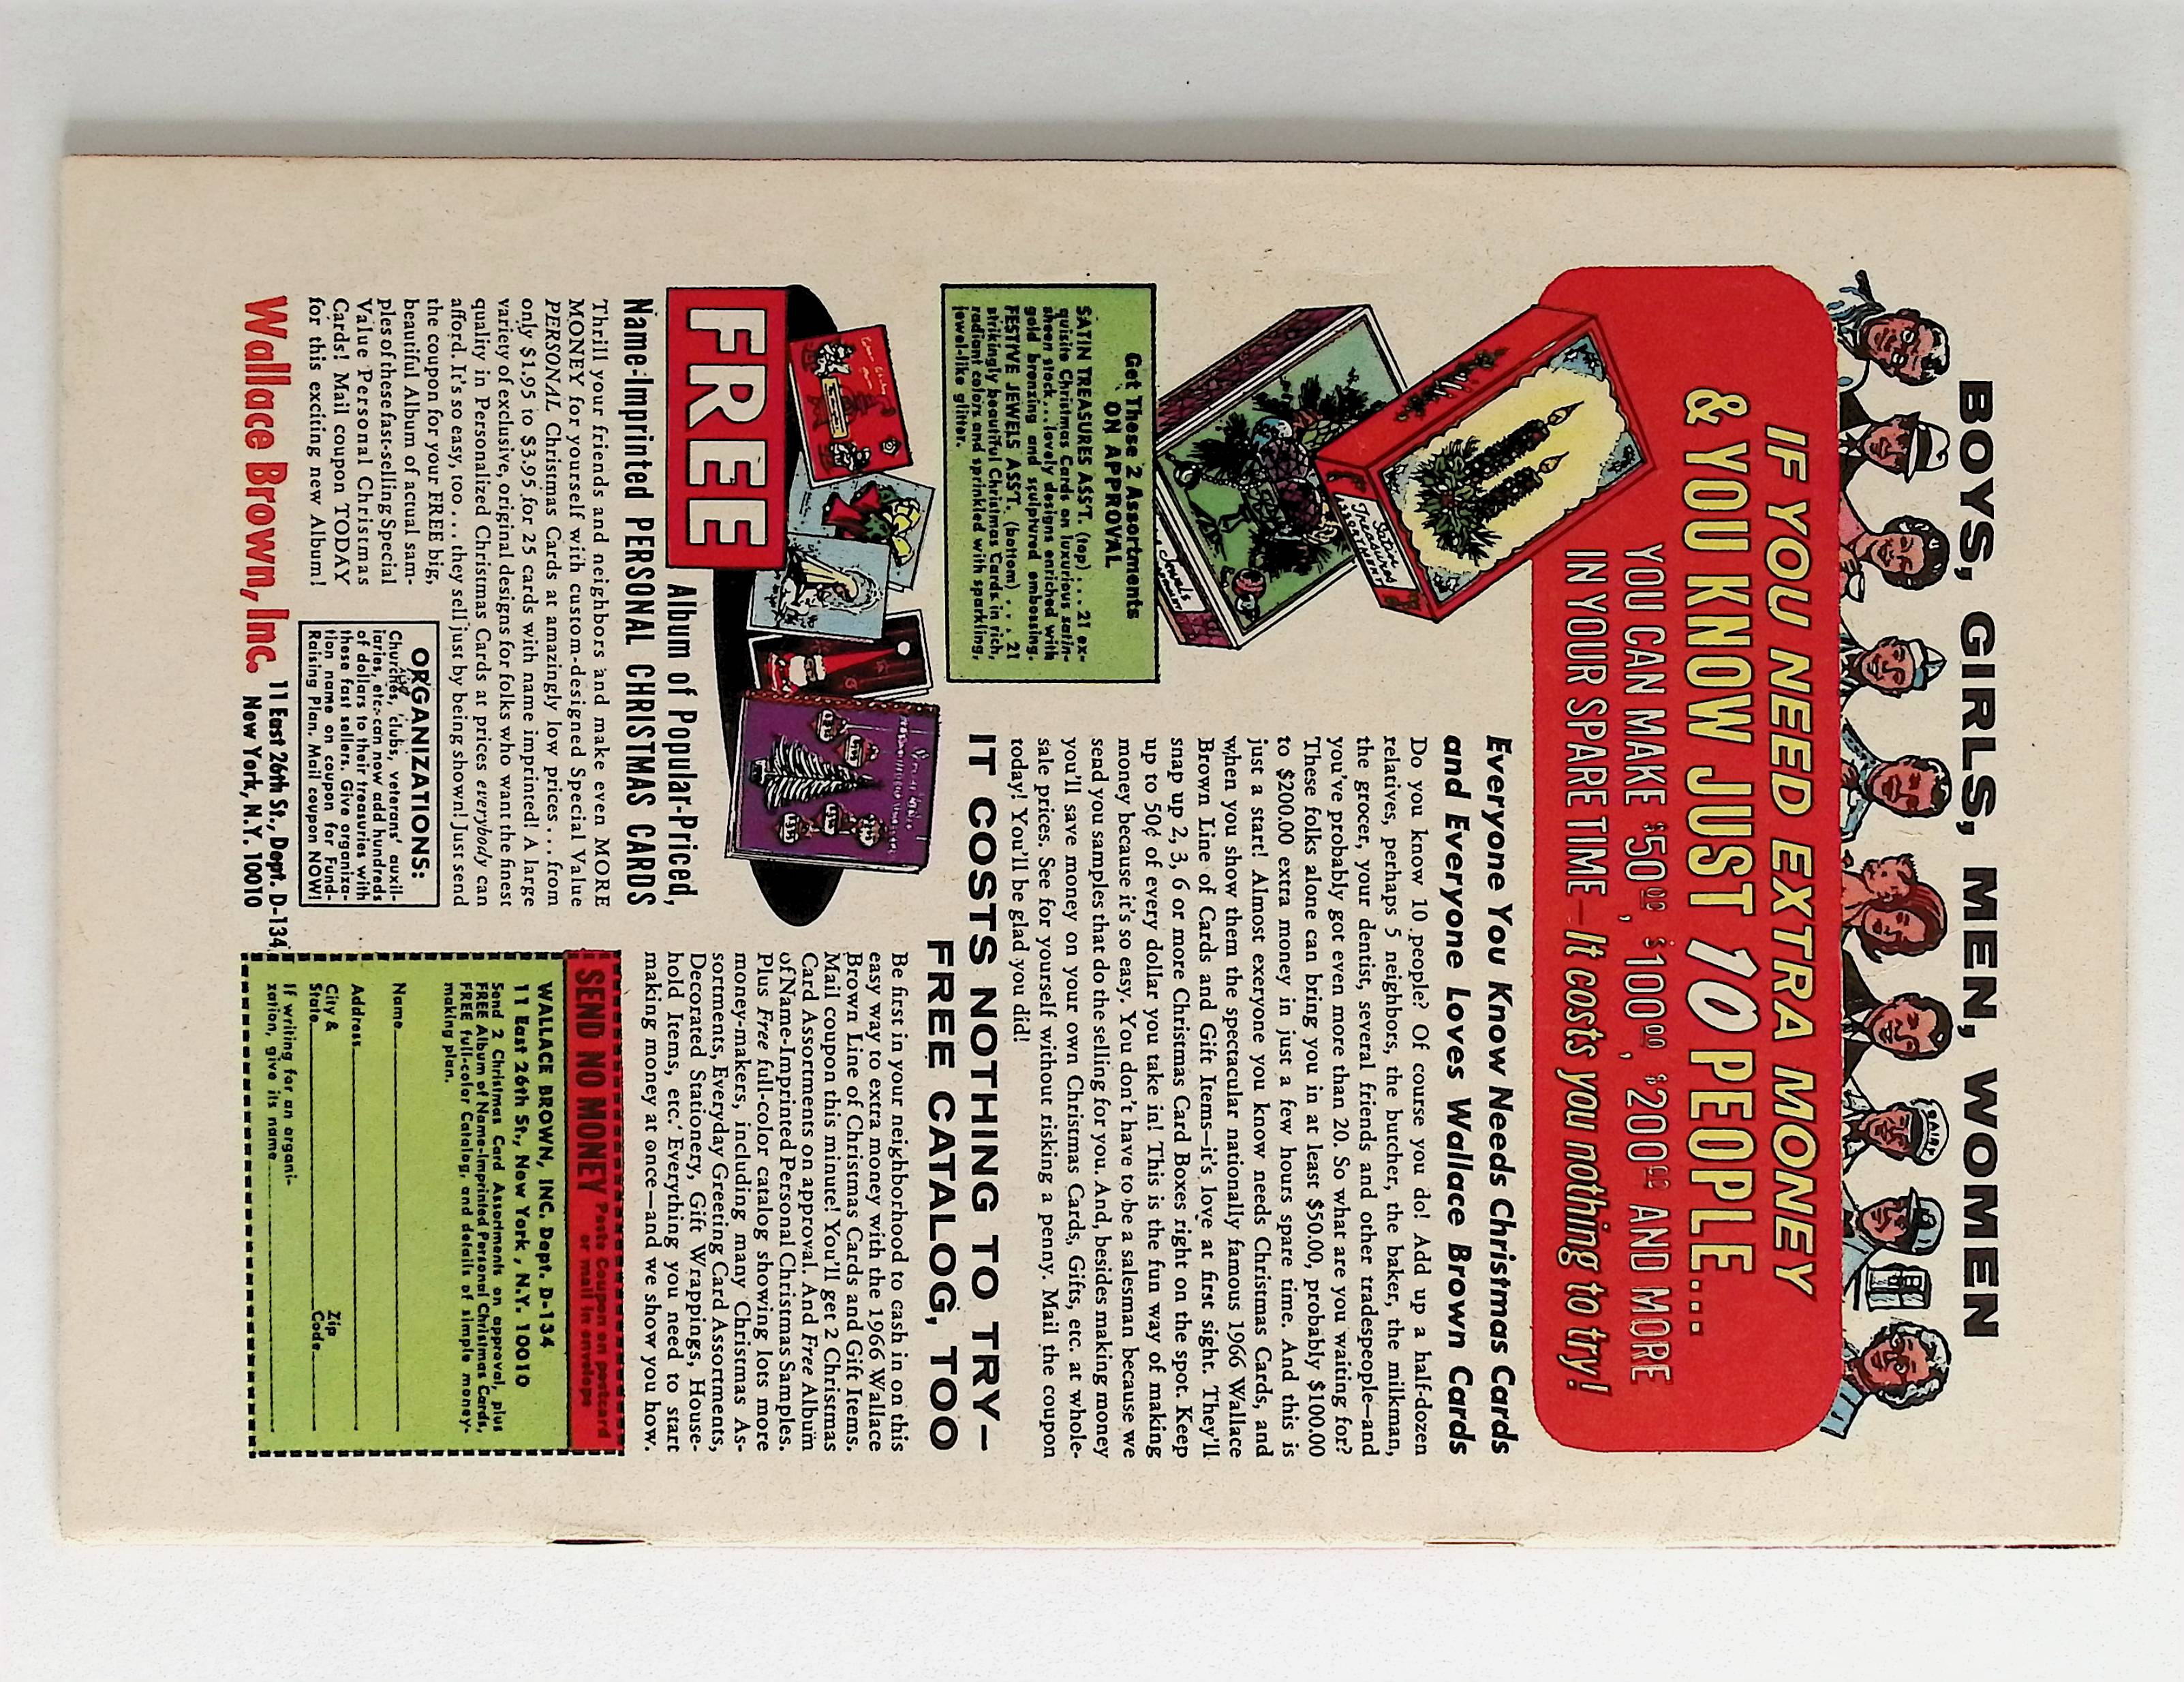 BOYS, GIRLS, MEN, WOMEN
DAIRY
IF YOU NEED EXTRA MONEY
& YOU KNOW JUST 10 PEOPLE...
YOU CAN MAKE $50.00, $100.00, $200.00 AND MORE
IN YOUR SPARE TIME—It costs you nothing to try!
Satin
Treasures
ASSORTMENT
Jewels
Get These 2 Assortments
ON APPROVAL
SATIN TREASURES ASS'T. (top) . . . 21 ex-
quisite Christmas Cards on luxurious satin-
sheen stock...lovely designs enriched with
gold bronzing and sculptured embossing.
FESTIVE JEWELS ASS'T. (bottom) . . . 21
strikingly beautiful Christmas Cards in rich,
radiant colors and sprinkled with sparkling,
jewel-like glitter.
Everyone You Know Needs Christmas Cards
and Everyone Loves Wallace Brown Cards
Do you know 10 people? Of course you do! Add up a half-dozen
relatives, perhaps 5 neighbors, the butcher, the baker, the milkman,
the grocer, your dentist, several friends and other tradespeople—and
you've probably got even more than 20. So what are you waiting for?
These folks alone can bring you in at least $50.00, probably $100.00
to $200.00 extra money in just a few hours spare time. And this is
just a start! Almost everyone you know needs Christmas Cards, and
when you show them the spectacular nationally famous 1966 Wallace
Brown Line of Cards and Gift Items—it's love at first sight. They'll
snap up 2, 3, 6 or more Christmas Card Boxes right on the spot. Keep
up to 50¢ of every dollar you take in! This is the fun way of making
money because it's so easy. You don't have to be a salesman because we
send you samples that do the selling for you. And, besides making money
you'll save money on your own Christmas Cards, Gifts, etc. at whole-
sale prices. See for yourself without risking a penny. Mail the coupon
today! You'll be glad you did!
IT COSTS NOTHING TO TRY—
FREE CATALOG, TOO
FREE
Album of Popular-Priced,
Name-Imprinted PERSONAL CHRISTMAS CARDS
Thrill your friends and neighbors and make even MORE
MONEY for yourself with custom-designed Special Value
PERSONAL Christmas Cards at amazingly low prices . . . from
only $1.95 to $3.95 for 25 cards with name imprinted! A large
variety of exclusive, original designs for folks who want the finest
quality in Personalized Christmas Cards at prices everybody can
afford. It's so easy, too . . . they sell just by being shown! Just send
the coupon for your FREE big,
beautiful Album of actual sam-
ples of these fast-selling Special
Value Personal Christmas
Cards! Mail coupon TODAY
for this exciting new Album!
ORGANIZATIONS:
Churches, clubs, veterans' auxil-
iaries, etc.—can now add hundreds
of dollars to their treasuries with
these fast sellers. Give organiza-
tion name on coupon for Fund-
Raising Plan. Mail coupon NOW!
Wallace Brown, Inc.
11 East 26th St., Dept. D-134
New York, N.Y. 10010
Be first in your neighborhood to cash in on this
easy way to extra money with the 1966 Wallace
Brown Line of Christmas Cards and Gift Items.
Mail coupon this minute! You'll get 2 Christmas
Card Assortments on approval. And Free Album
of Name-Imprinted Personal Christmas Samples.
Plus Free full-color catalog showing lots more
money-makers, including many Christmas As-
sortments, Everyday Greeting Card Assortments,
Decorated Stationery, Gift Wrappings, House-
hold Items, etc. Everything you need to start
making money at once—and we show you how.
SEND NO MONEY Paste Coupon on postcard
or mail in envelope
WALLACE BROWN, INC. Dept. D-134
11 East 26th St., New York, N.Y. 10010
Send 2 Christmas Card Assortments on approval, plus
FREE Album of Name-Imprinted Personal Christmas Cards,
FREE full-color Catalog, and details of simple money-
making plan.
Name
Address
City & State Zip Code
If writing for an organi-
zation, give its name